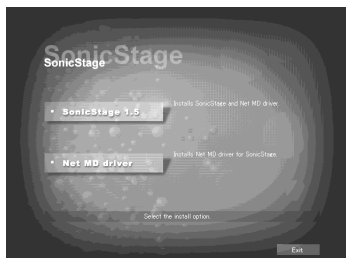 SonicStage
SonicStage
SonicStage 1.5
Installs SonicStage and Net MD driver.
Net MD driver
Installs Net MD driver for SonicStage.
Select the install option.
Exit